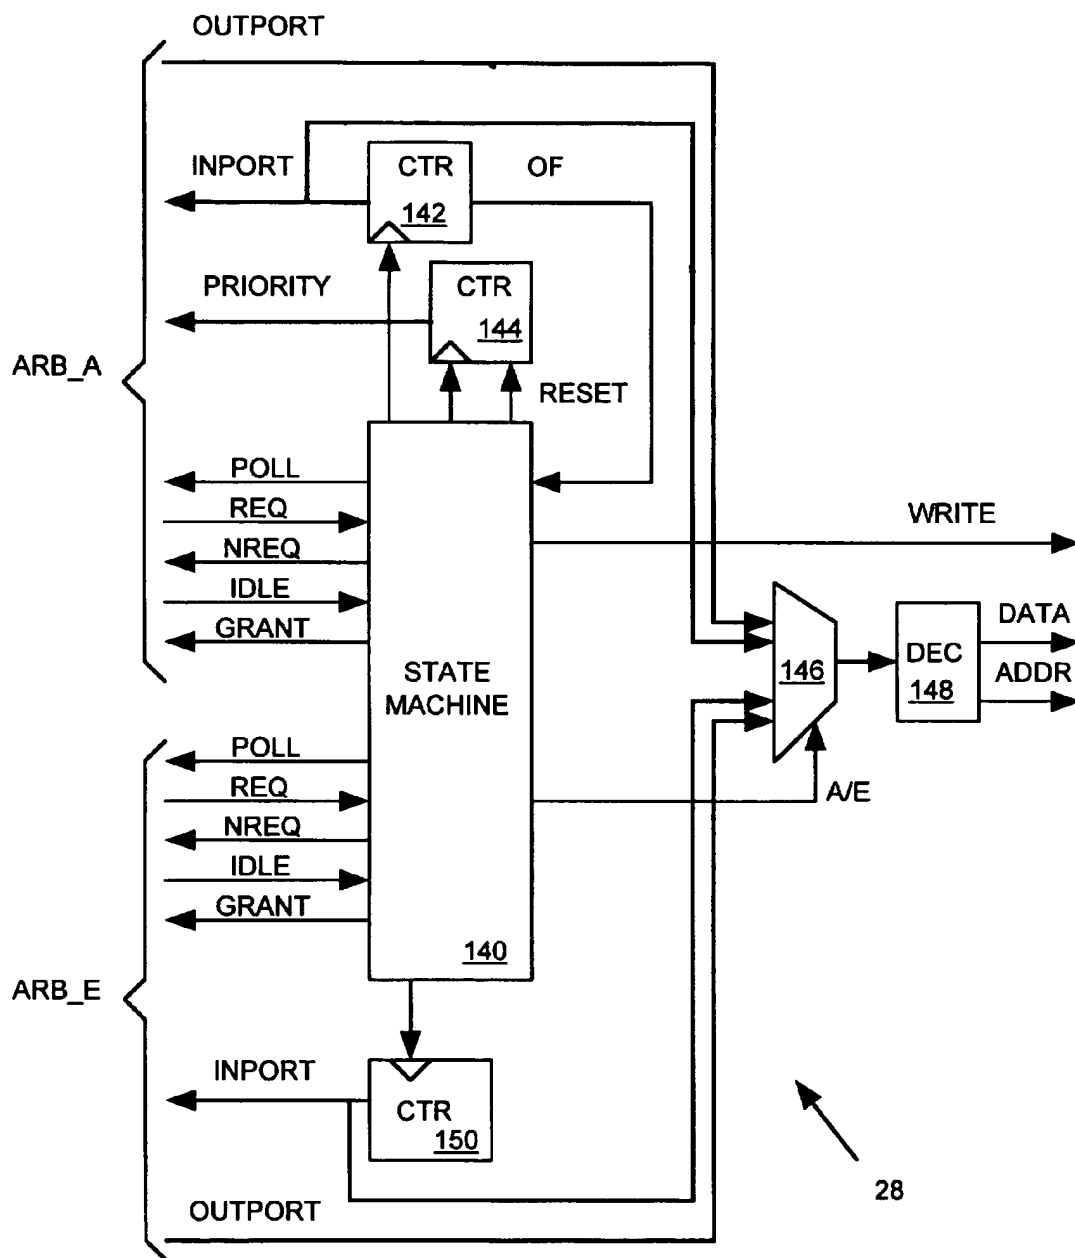 OUTPORT
INPORT
CTR
142
OF
PRIORITY
CTR
144
ARB_A
RESET
POLL
REQ
NREQ
IDLE
GRANT
WRITE
STATE
MACHINE
146
DEC
148
DATA
ADDR
POLL
REQ
NREQ
IDLE
GRANT
A/E
140
ARB_E
INPORT
CTR
150
OUTPORT
28